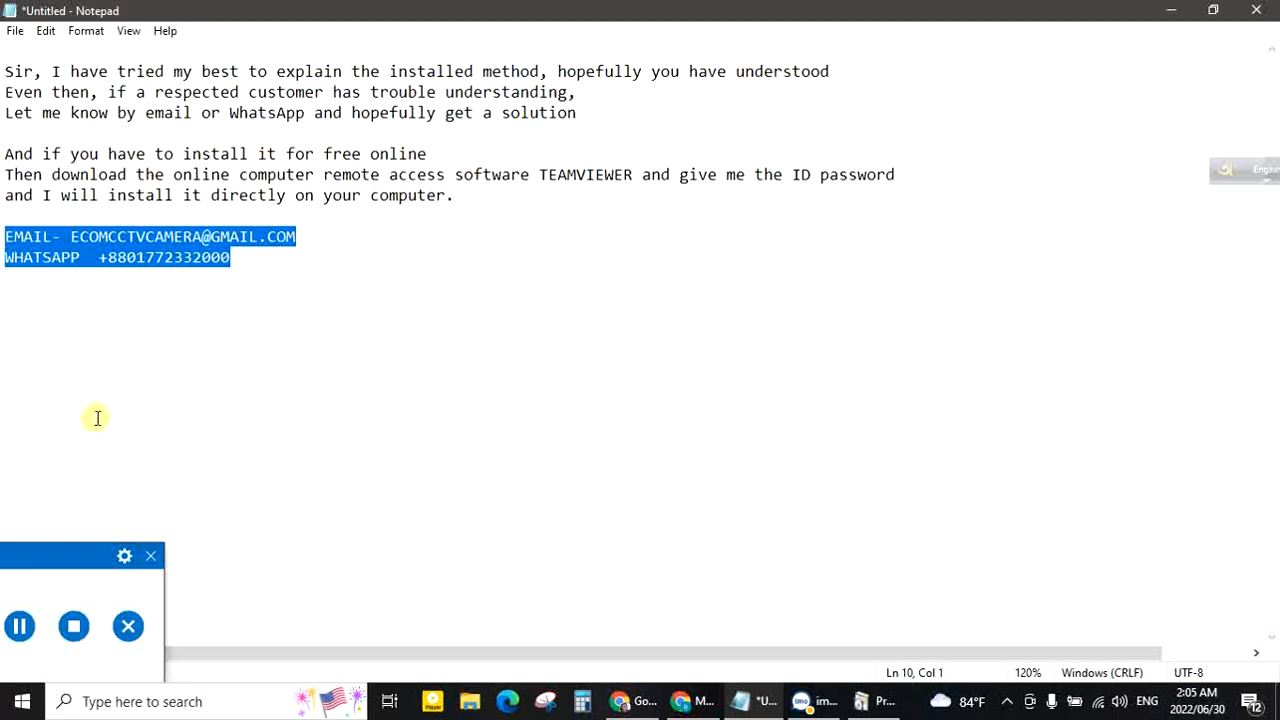 *Untitled - Notepad
File Edit Format View Help
Sir, I have tried my best to explain the installed method, hopefully you have understood
Even then, if a respected customer has trouble understanding,
Let me know by email or WhatsApp and hopefully get a solution
And if you have to install it for free online
Then download the online computer remote access software TEAMVIEWER and give me the ID password
and I will install it directly on your computer.
EMAIL- ECOMCCTVCAMERA@GMAIL.COM
WHATSAPP +8801772332000
Ln 10, Col 1 120% Windows (CRLF) UTF-8
Type here to search Go... M... *U... im... Pr... 84°F ENG 2:05 AM
2022/06/30 12